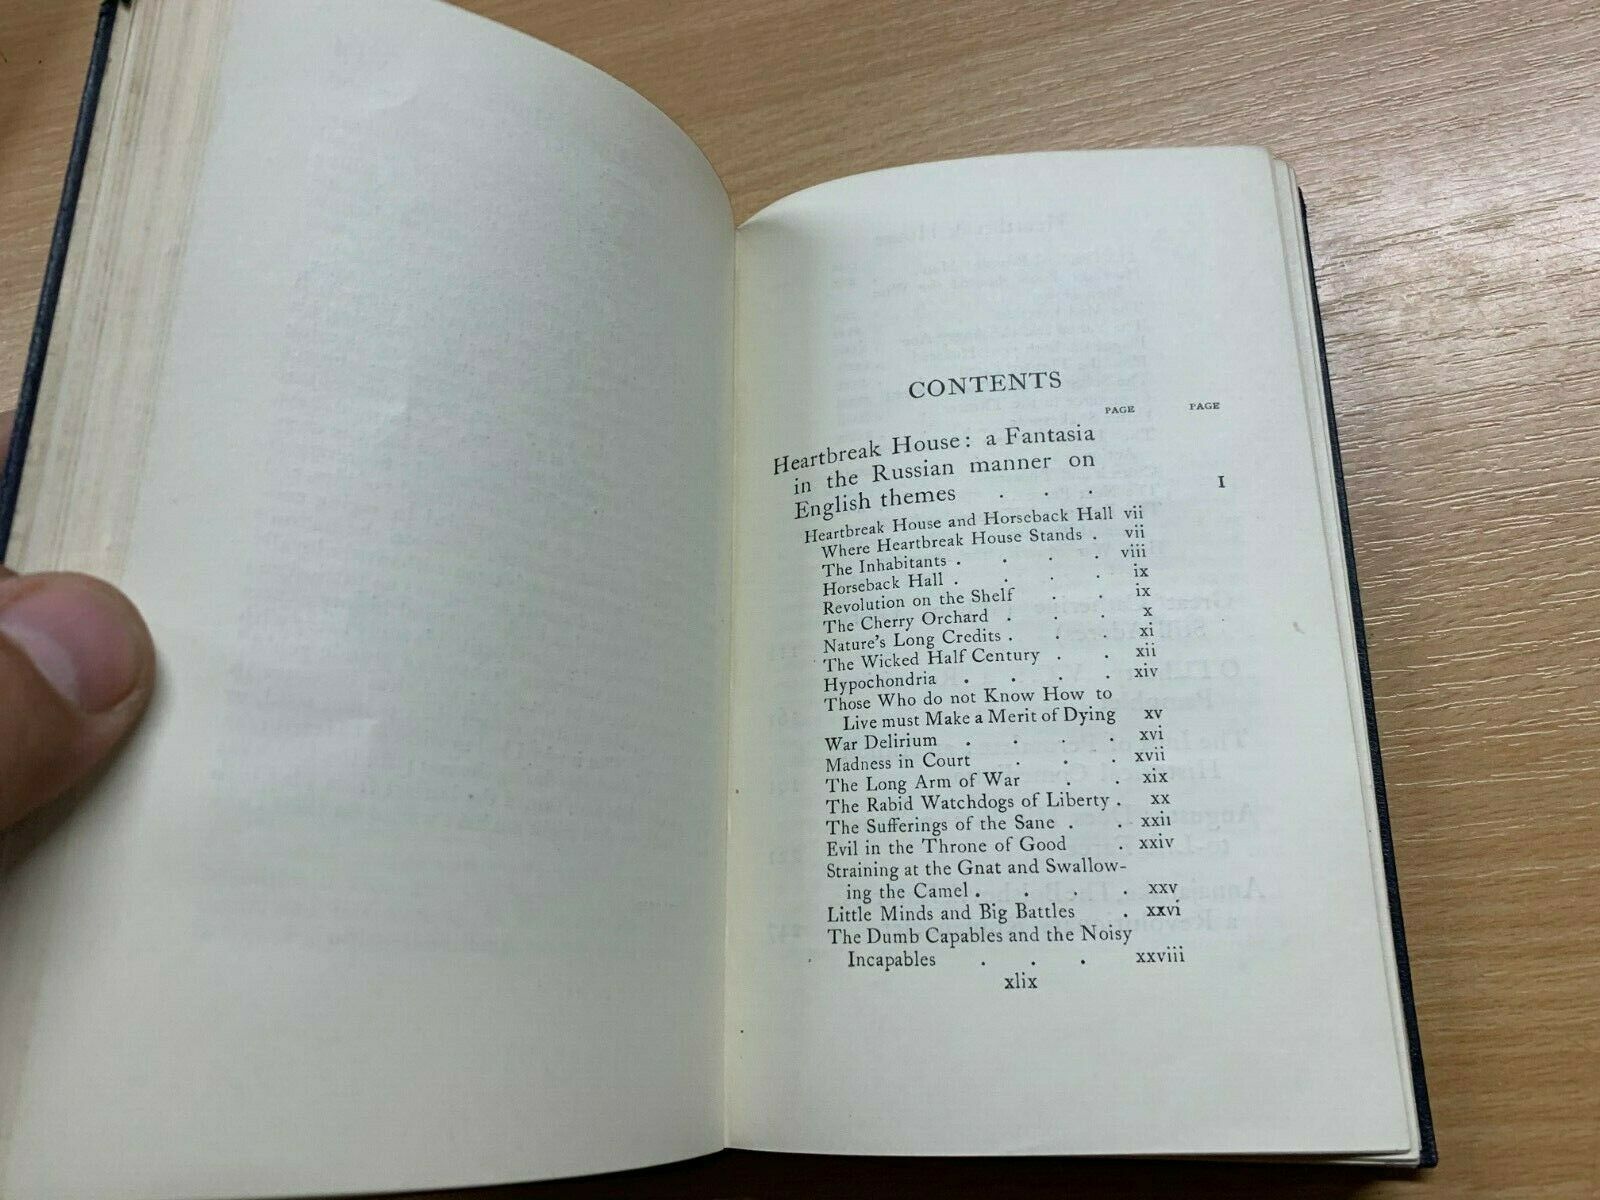 CONTENTS
PAGE PAGE
Heartbreak House: a Fantasia
in the Russian manner on
English themes . . . I
Heartbreak House and Horseback Hall vii
Where Heartbreak House Stands . vii
The Inhabitants . . . . viii
Horseback Hall . . . . ix
Revolution on the Shelf . . ix
The Cherry Orchard . . . x
Nature's Long Credits . . . xi
The Wicked Half Century . . xii
Hypochondria . . . . xiv
Those Who do not Know How to
Live must Make a Merit of Dying xv
War Delirium . . . . xvi
Madness in Court . . . xvii
The Long Arm of War . . xix
The Rabid Watchdogs of Liberty . xx
The Sufferings of the Sane . . xxii
Evil in the Throne of Good . xxiv
Straining at the Gnat and Swallow-
ing the Camel . . . . xxv
Little Minds and Big Battles . xxvi
The Dumb Capables and the Noisy
Incapables . . . xxviii
xlix